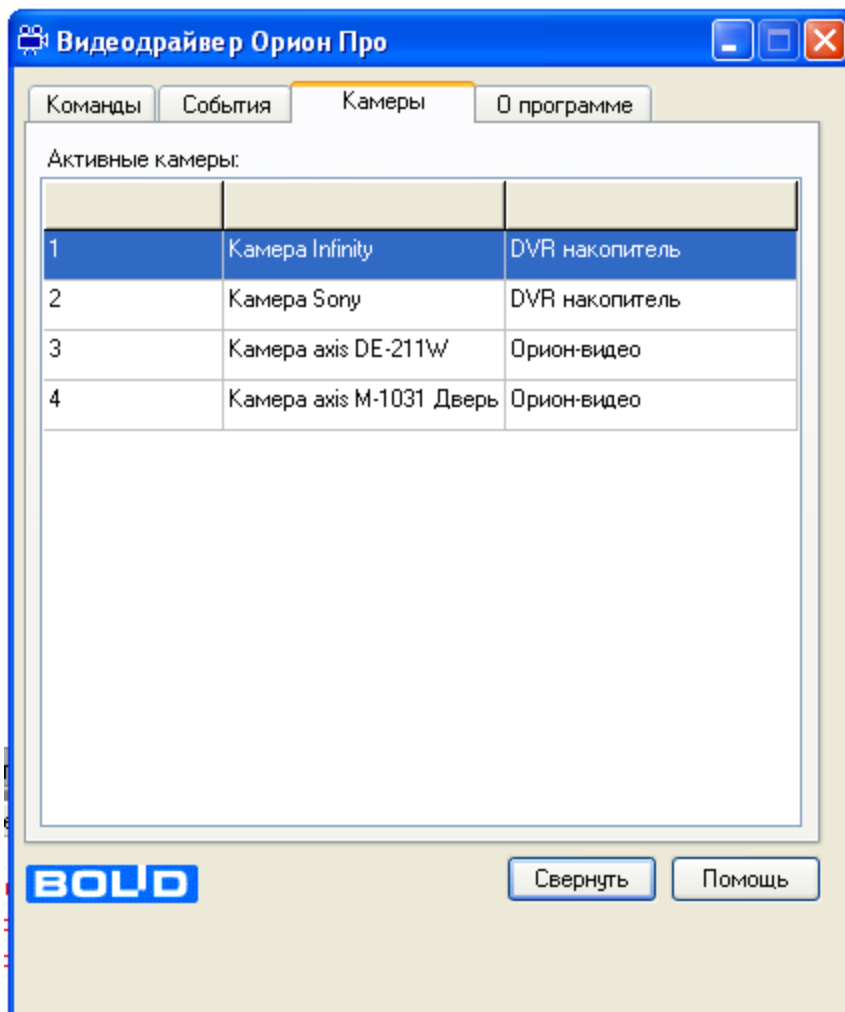 Видеодрайвер Орион Про
Команды События Камеры О программе
Активные камеры:
1 Камера Infinity DVR накопитель
2 Камера Sony DVR накопитель
3 Камера axis DE-211W Орион-видео
4 Камера axis M-1031 Дверь Орион-видео
BOLID Свернуть Помощь